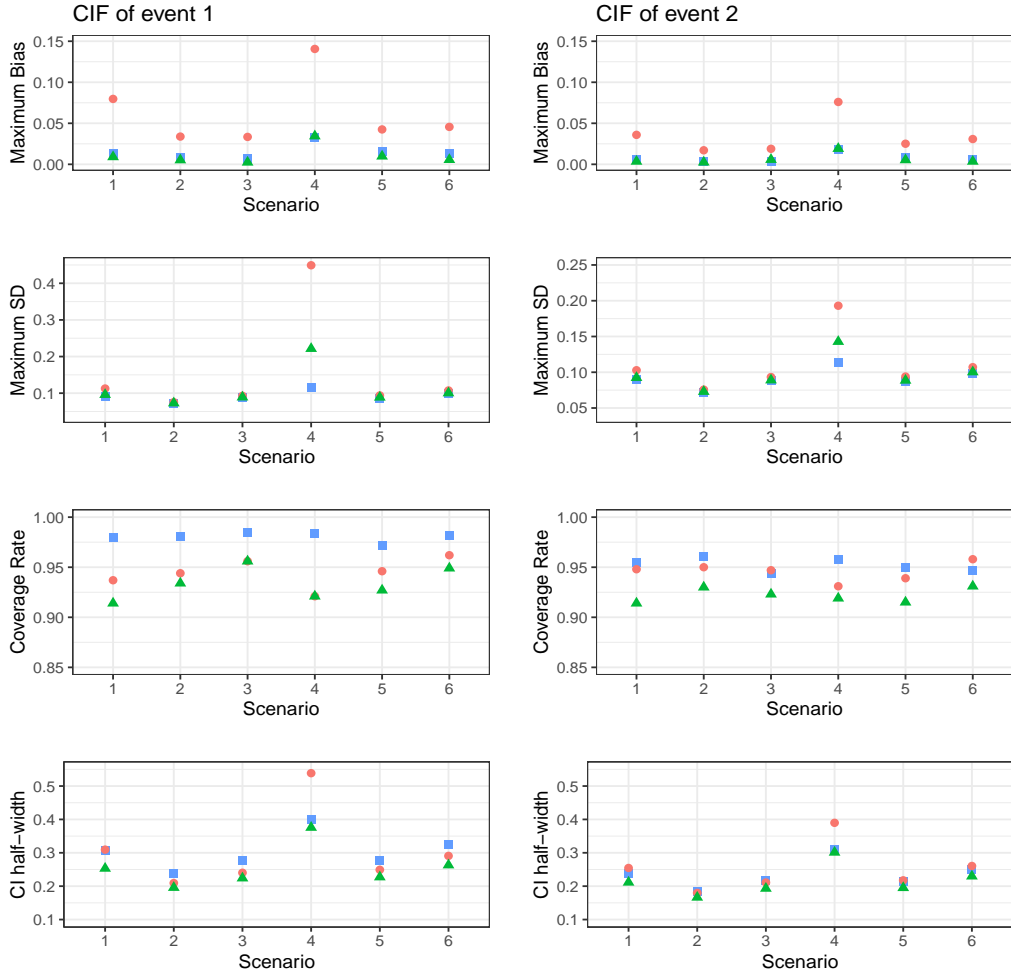 CIF of event 1
CIF of event 2
Maximum Bias
0.15
0.10
0.05
0.00
1 2 3 4 5 6
Scenario
Maximum Bias
0.15
0.10
0.05
0.00
1 2 3 4 5 6
Scenario
Maximum SD
0.4
0.3
0.2
0.1
1 2 3 4 5 6
Scenario
Maximum SD
0.25
0.20
0.15
0.10
0.05
1 2 3 4 5 6
Scenario
Coverage Rate
1.00
0.95
0.90
0.85
1 2 3 4 5 6
Scenario
Coverage Rate
1.00
0.95
0.90
0.85
1 2 3 4 5 6
Scenario
CI half−width
0.5
0.4
0.3
0.2
0.1
1 2 3 4 5 6
Scenario
CI half−width
0.5
0.4
0.3
0.2
0.1
1 2 3 4 5 6
Scenario